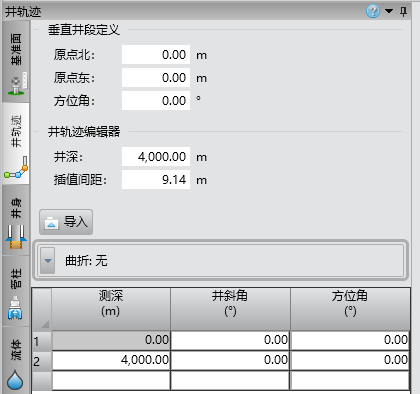 井轨迹
基准面
井轨迹
井身
管柱
流体
垂直井段定义
原点北: 0.00 m
原点东: 0.00 m
方位角: 0.00 °
井轨迹编辑器
井深: 4,000.00 m
插值间距: 9.14 m
导入
曲折: 无
测深 井斜角 方位角
(m) (°) (°)
1 0.00 0.00 0.00
2 4,000.00 0.00 0.00